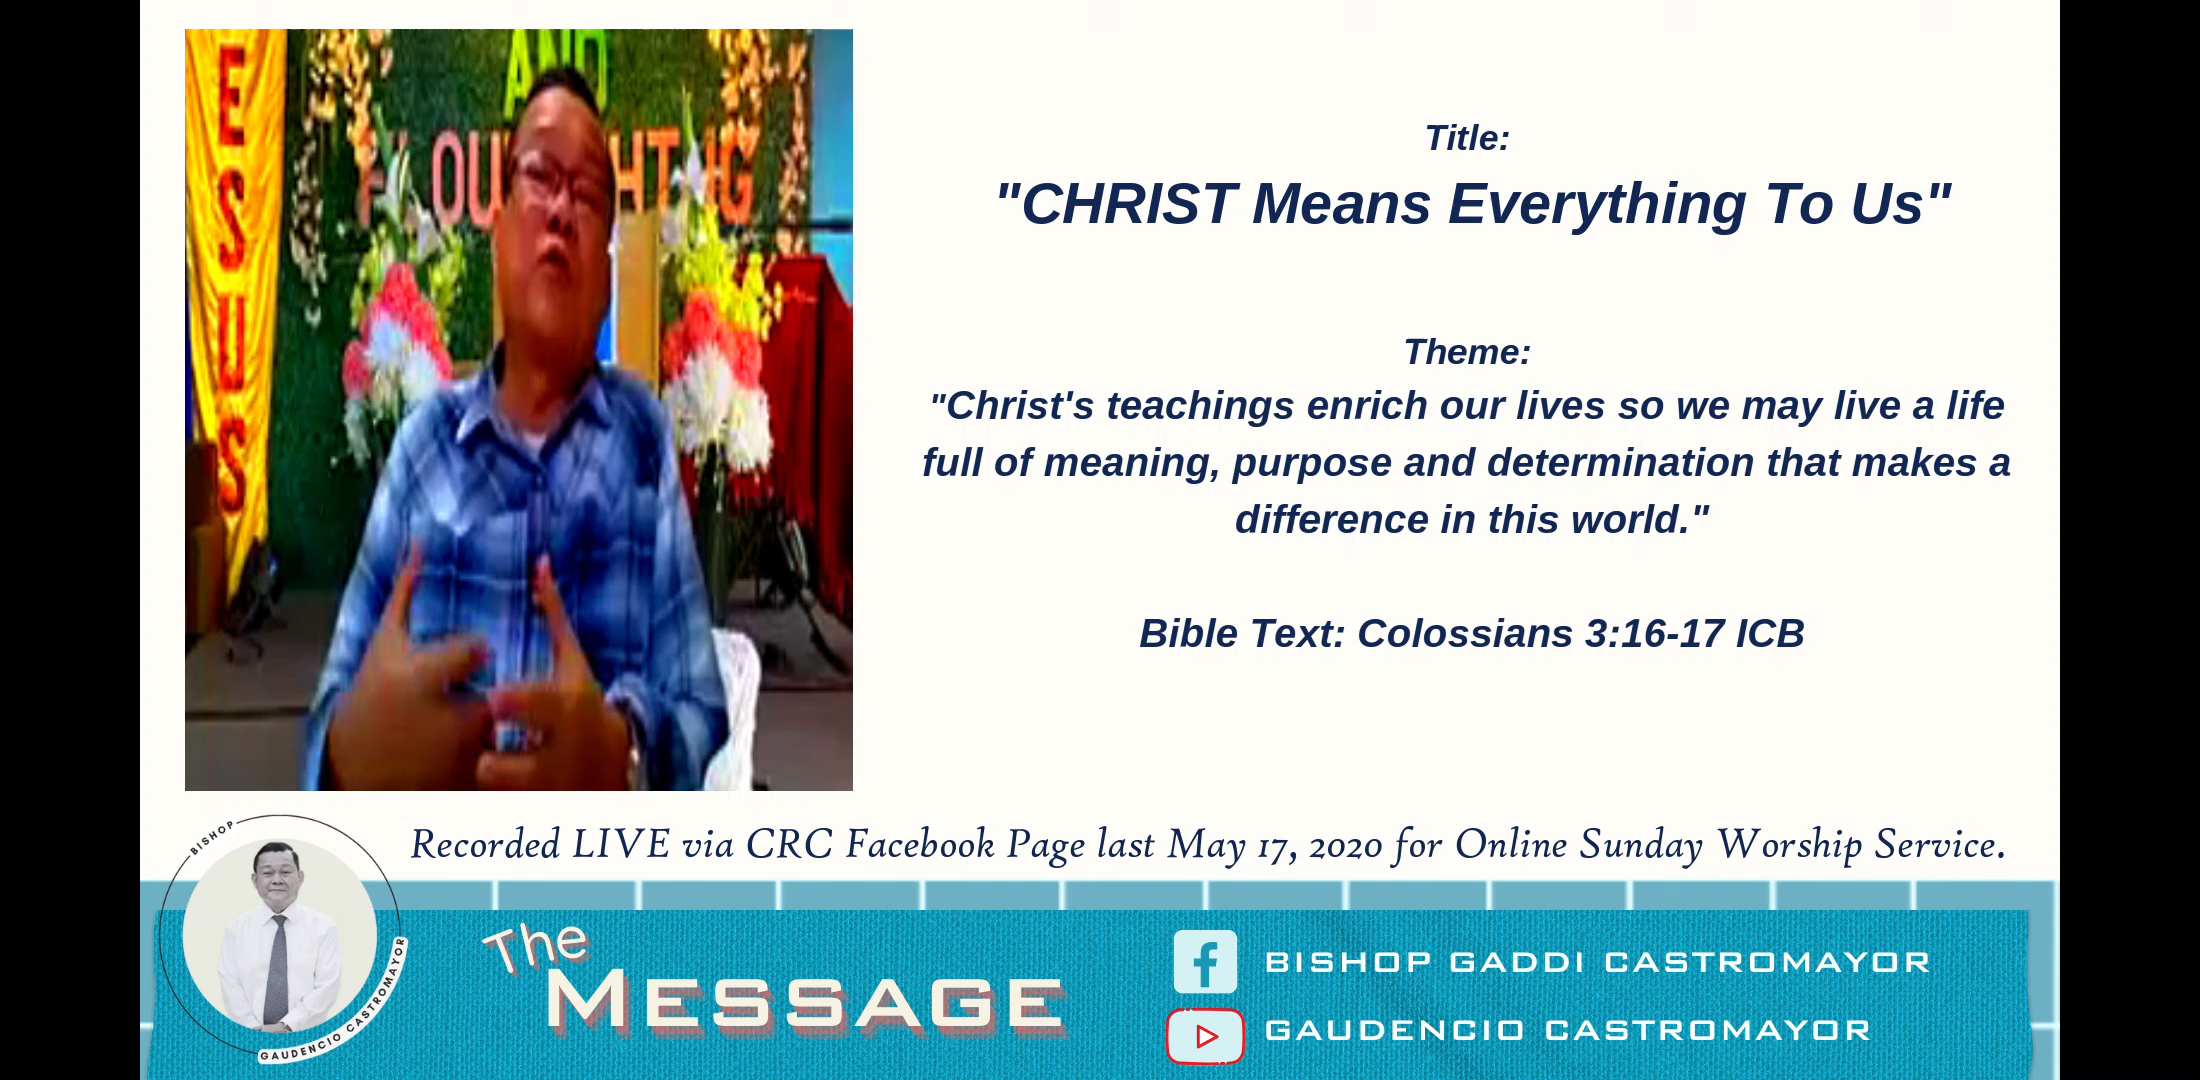 ESUS
AND
Title:
"CHRIST Means Everything To Us"
Theme:
"Christ's teachings enrich our lives so we may live a life
full of meaning, purpose and determination that makes a
difference in this world."
Bible Text: Colossians 3:16-17 ICB
Recorded LIVE via CRC Facebook Page last May 17, 2020 for Online Sunday Worship Service.
BISHOP
GAUDENCIO CASTROMAYOR
The
MESSAGE
BISHOP GADDI CASTROMAYOR
GAUDENCIO CASTROMAYOR